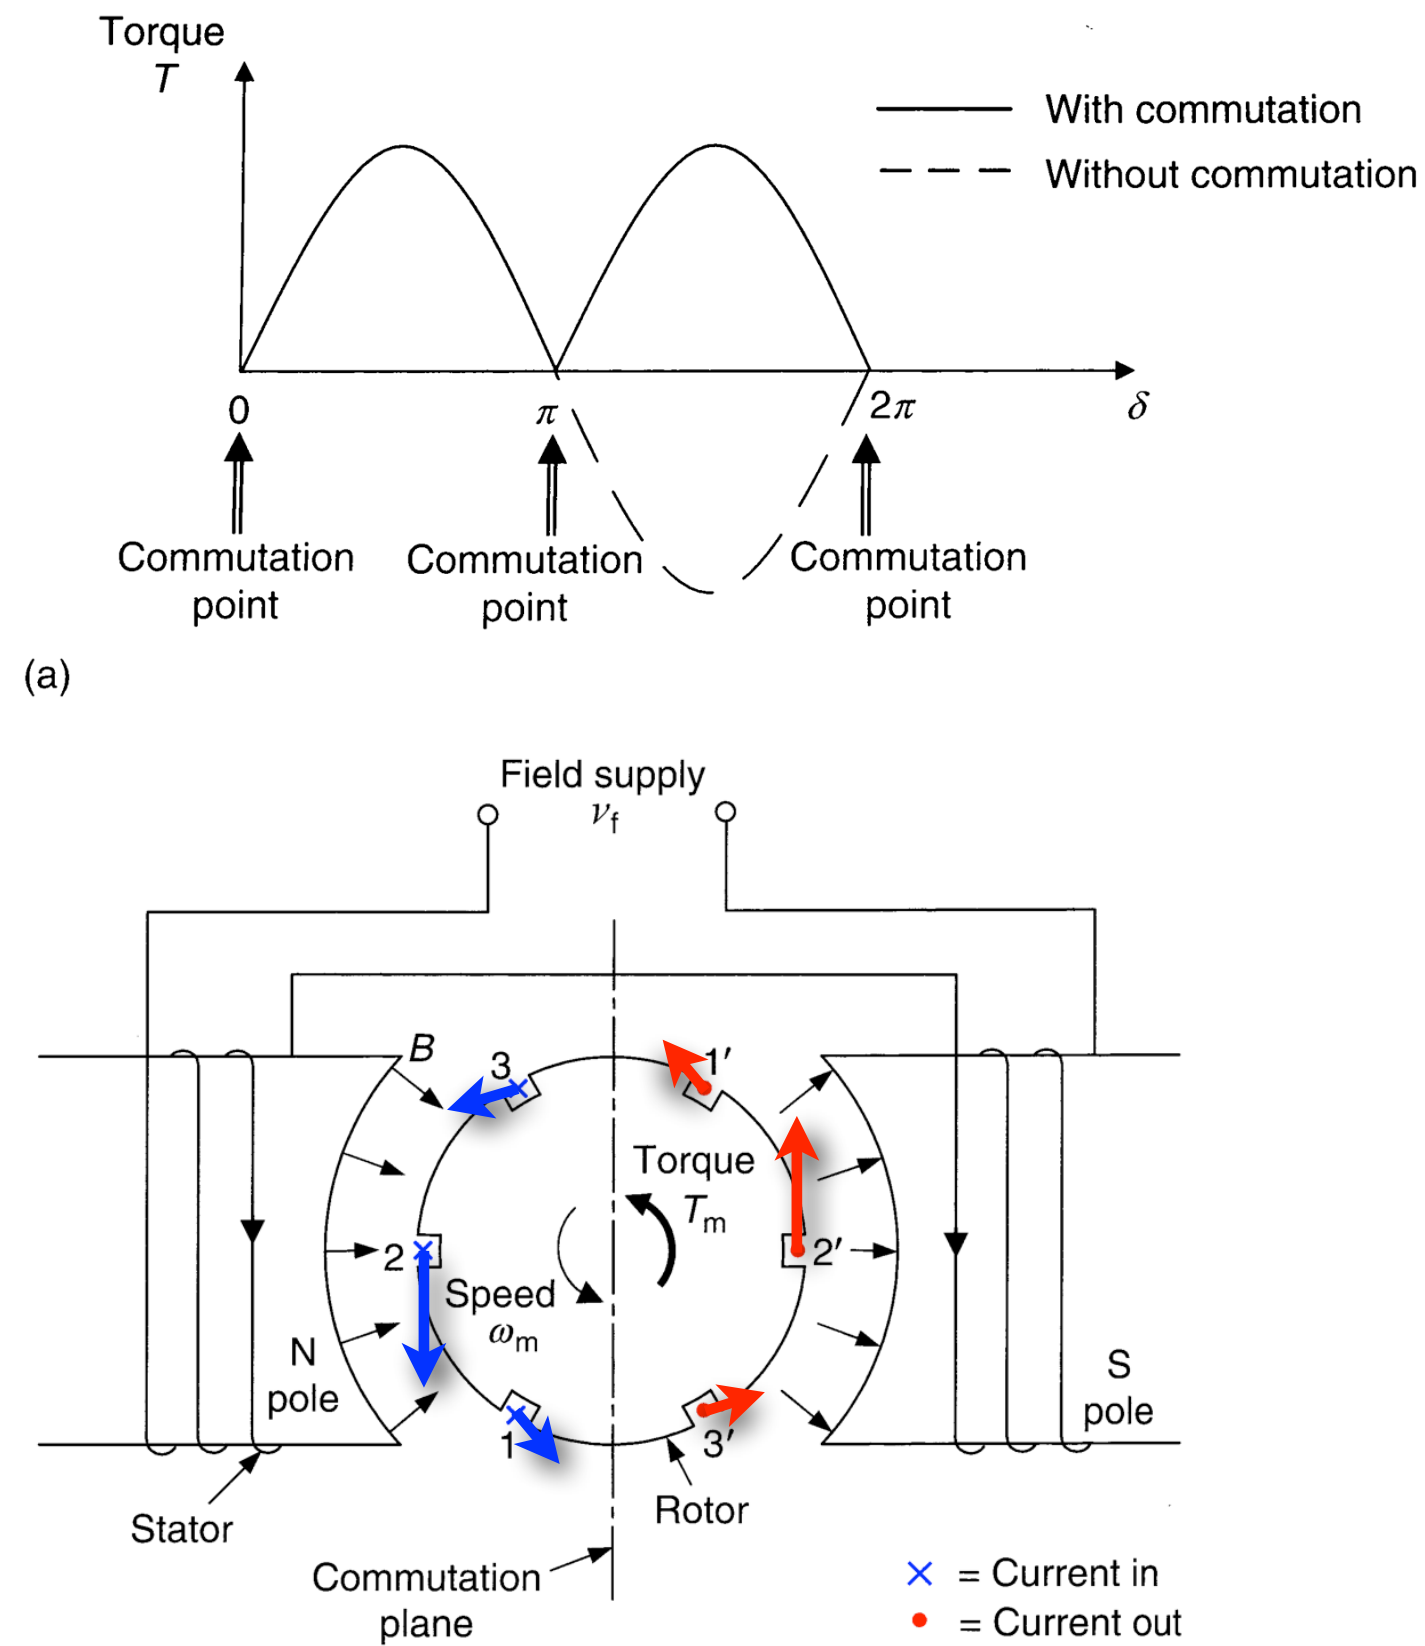 Torque
T
With commutation
Without commutation
0
π
2π
δ
Commutation
point
Commutation
point
Commutation
point
(a)
Field supply
νf
B
3
1′
Torque
Tm
2
2′
Speed
ωm
N
pole
S
pole
1
3′
Stator
Rotor
Commutation
plane
× = Current in
• = Current out